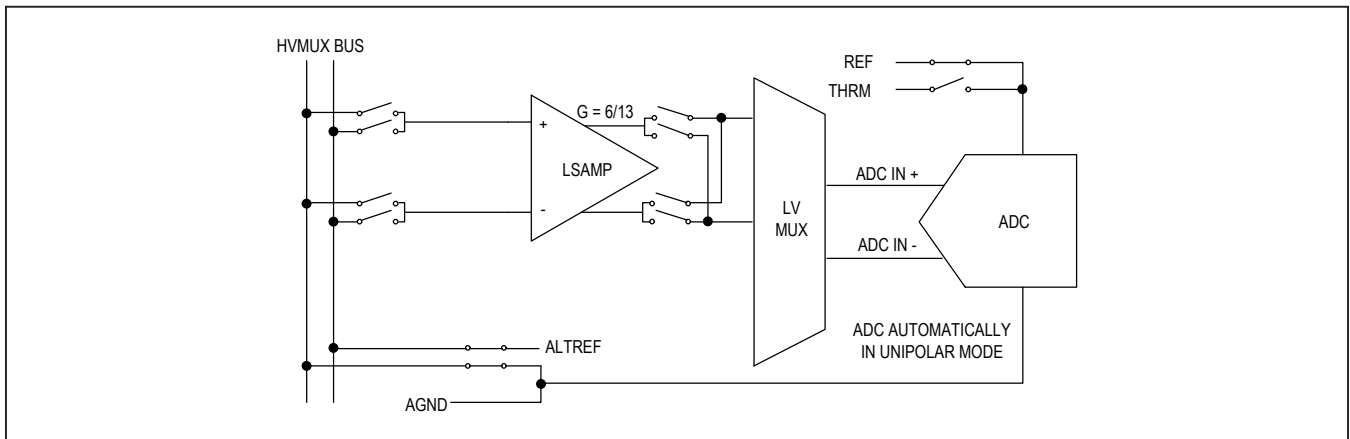 HVMUX BUS
REF
THRM
G = 6/13
+
LSAMP
-
LV
MUX
ADC IN +
ADC IN -
ADC
ADC AUTOMATICALLY
IN UNIPOLAR MODE
ALTREF
AGND